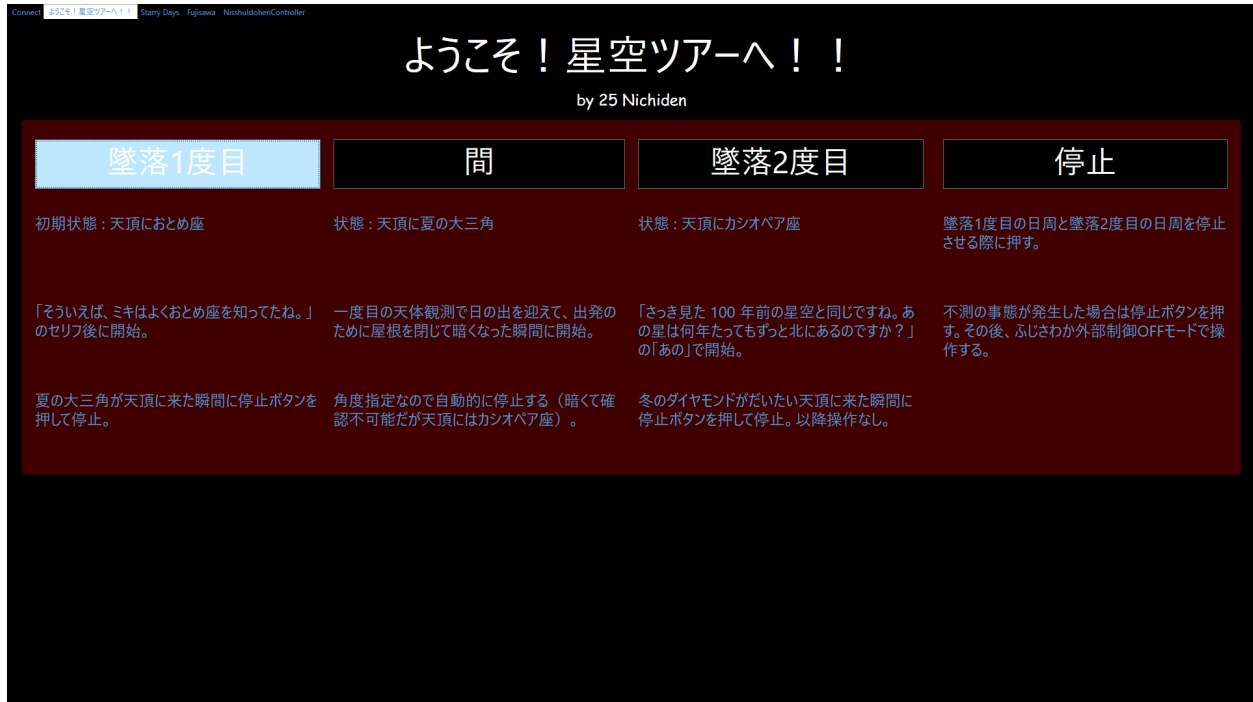 Connect ようこそ！星空ツアーへ！！ Starry Days Fujisawa NisshuIdohenController
ようこそ！星空ツアーへ！！
by 25 Nichiden
墜落1度目
間
墜落2度目
停止
初期状態 : 天頂におとめ座
状態 : 天頂に夏の大三角
状態 : 天頂にカシオペア座
墜落1度目の日周と墜落2度目の日周を停止
させる際に押す。
「そういえば、ミキはよくおとめ座を知ってたね。」
のセリフ後に開始。
一度目の天体観測で日の出を迎えて、出発の
ために屋根を閉じて暗くなった瞬間に開始。
「さっき見た 100 年前の星空と同じですね。あ
の星は何年たってもずっと北にあるのですか？」
の「あの」で開始。
不測の事態が発生した場合は停止ボタンを押
す。その後、ふじさわか外部制御OFFモードで操
作する。
夏の大三角が天頂に来た瞬間に停止ボタンを
押して停止。
角度指定なので自動的に停止する（暗くて確
認不可能だが天頂にはカシオペア座）。
冬のダイヤモンドがだいたい天頂に来た瞬間に
停止ボタンを押して停止。以降操作なし。